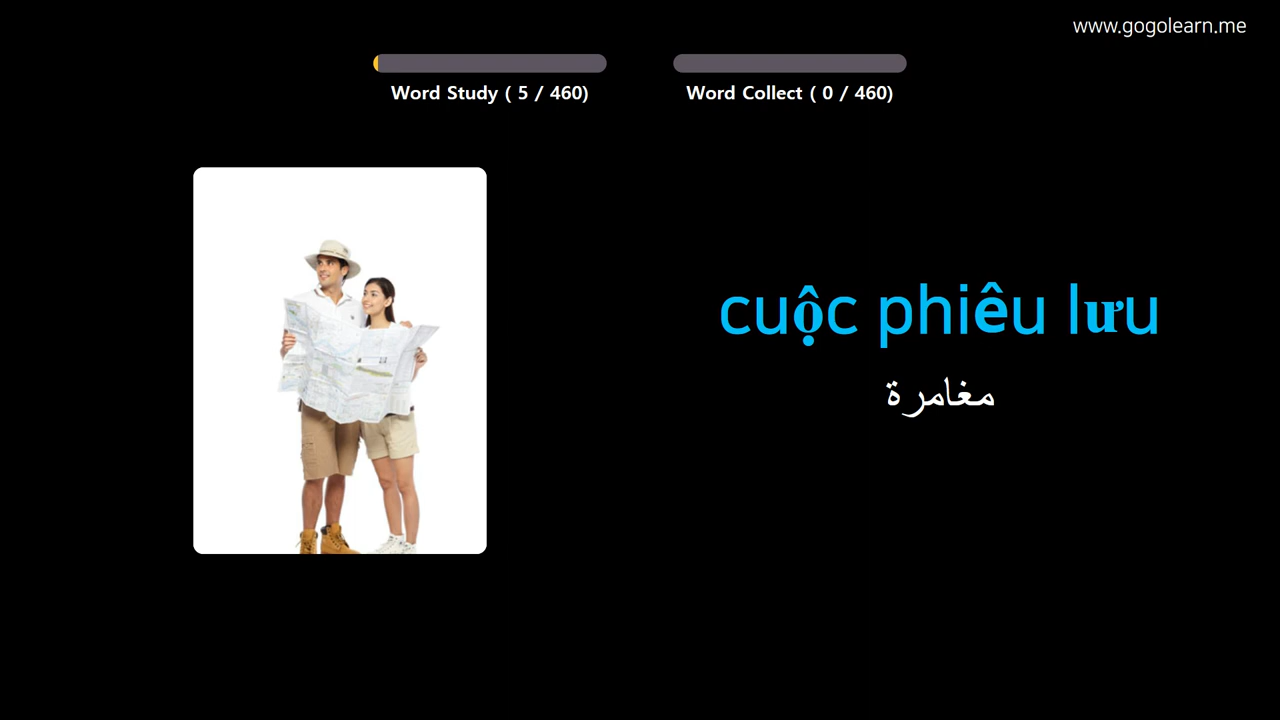 www.gogolearn.me
Word Study ( 5 / 460)
Word Collect ( 0 / 460)
cuộc phiêu lưu
مغامرة